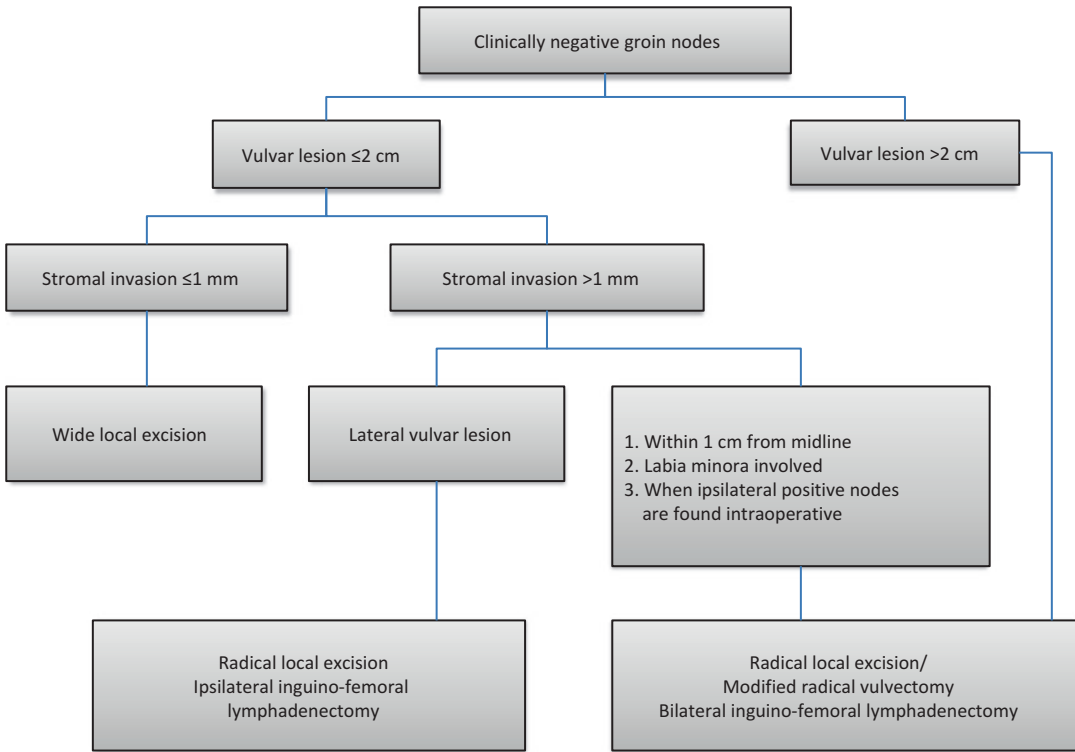 Clinically negative groin nodes
Vulvar lesion ≤2 cm
Vulvar lesion >2 cm
Stromal invasion ≤1 mm
Stromal invasion >1 mm
Wide local excision
Lateral vulvar lesion
1. Within 1 cm from midline
2. Labia minora involved
3. When ipsilateral positive nodes
are found intraoperative
Radical local excision
Ipsilateral inguino-femoral
lymphadenectomy
Radical local excision/
Modified radical vulvectomy
Bilateral inguino-femoral lymphadenectomy